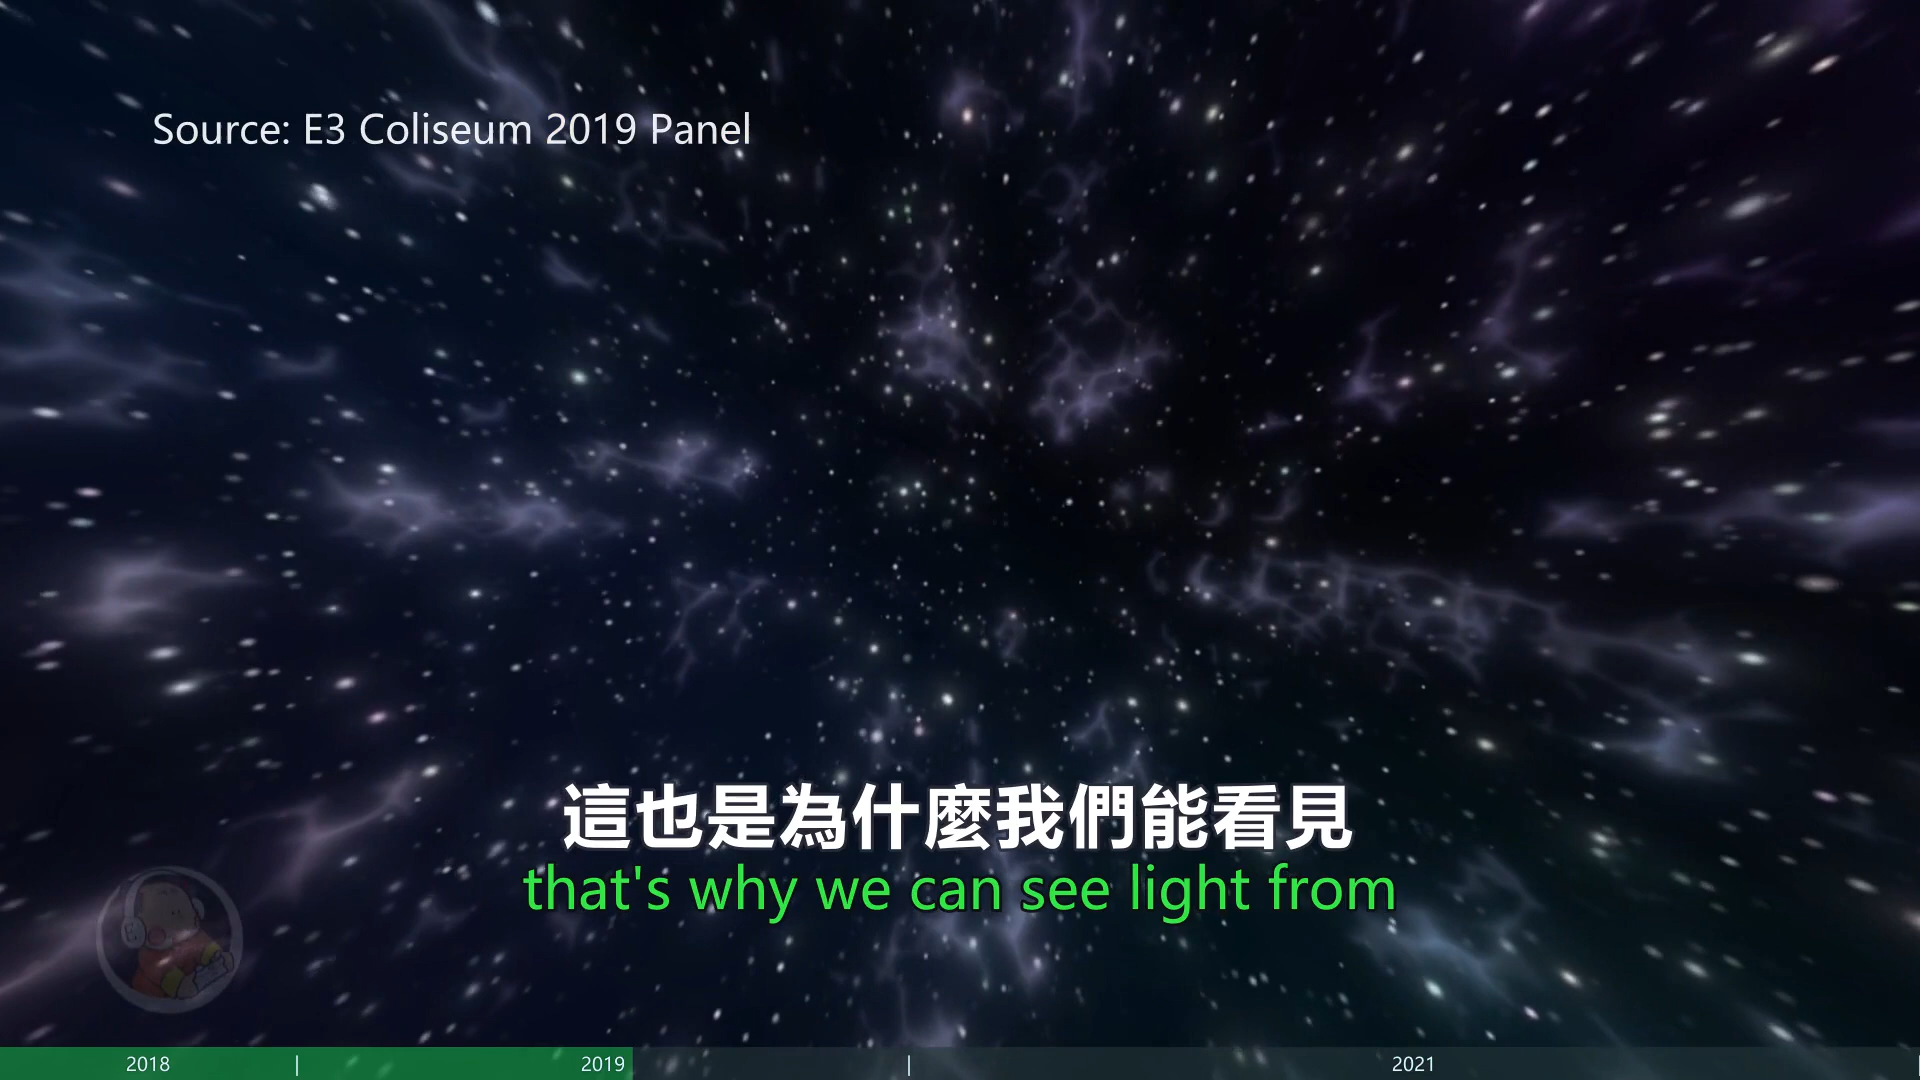 Source: E3 Coliseum 2019 Panel
這也是為什麼我們能看見
that's why we can see light from
2018 | 2019 | 2021